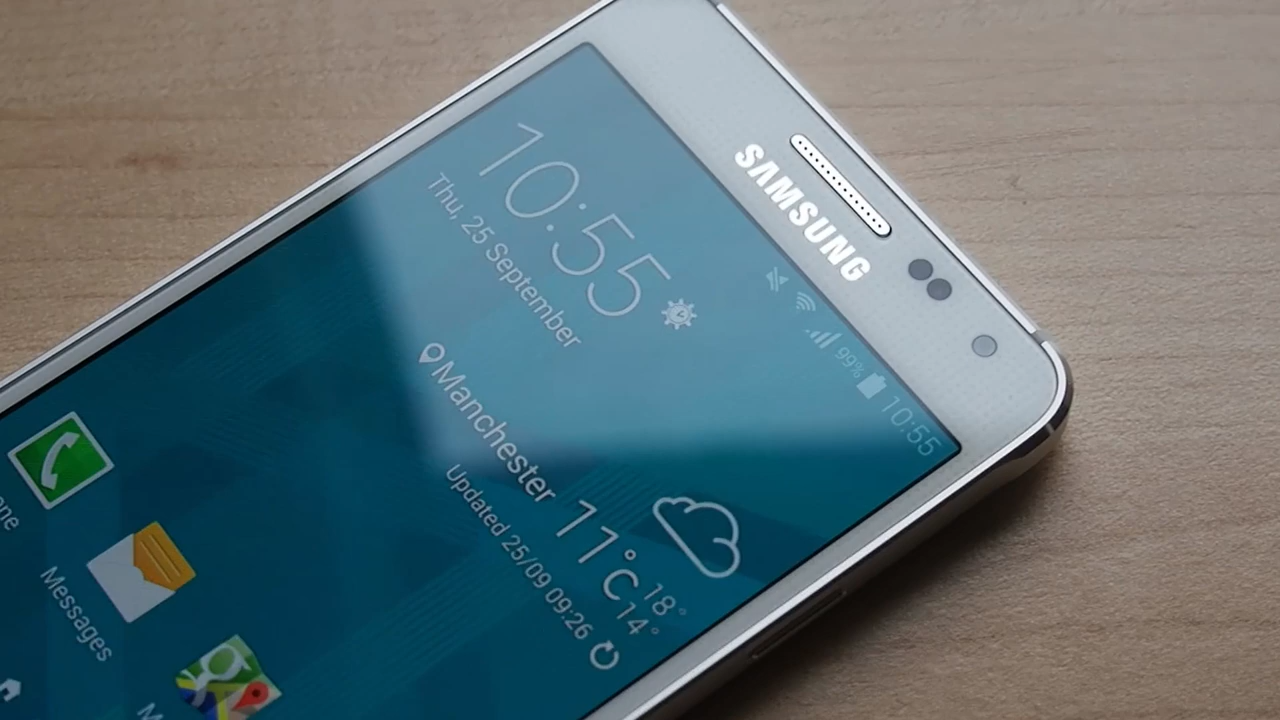 SAMSUNG
99% 10:55
10:55
Thu, 25 September
Manchester
11°C
18°
14°
Updated 25/09 09:26
one
Messages
M